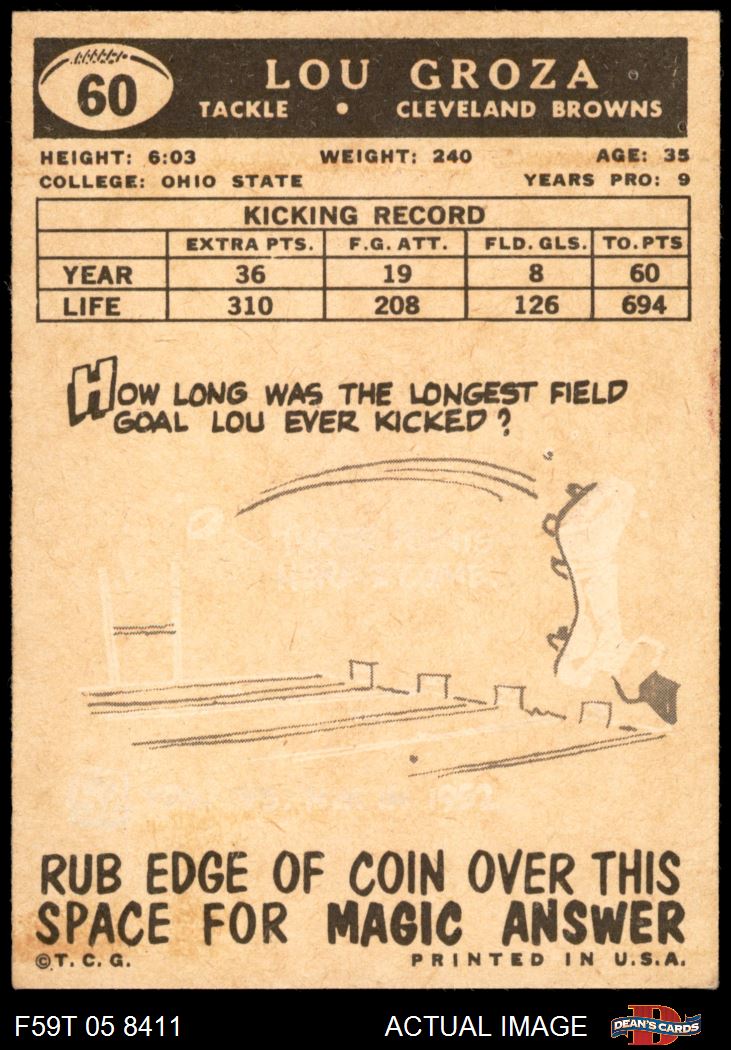 60
LOU GROZA
TACKLE • CLEVELAND BROWNS
HEIGHT: 6:03 WEIGHT: 240 AGE: 35
COLLEGE: OHIO STATE YEARS PRO: 9
KICKING RECORD
EXTRA PTS. F.G. ATT. FLD. GLS. TO. PTS
YEAR 36 19 8 60
LIFE 310 208 126 694
HOW LONG WAS THE LONGEST FIELD
GOAL LOU EVER KICKED?
RUB EDGE OF COIN OVER THIS
SPACE FOR MAGIC ANSWER
©T.C.G. PRINTED IN U.S.A.
F59T 05 8411 ACTUAL IMAGE DEAN'S CARDS